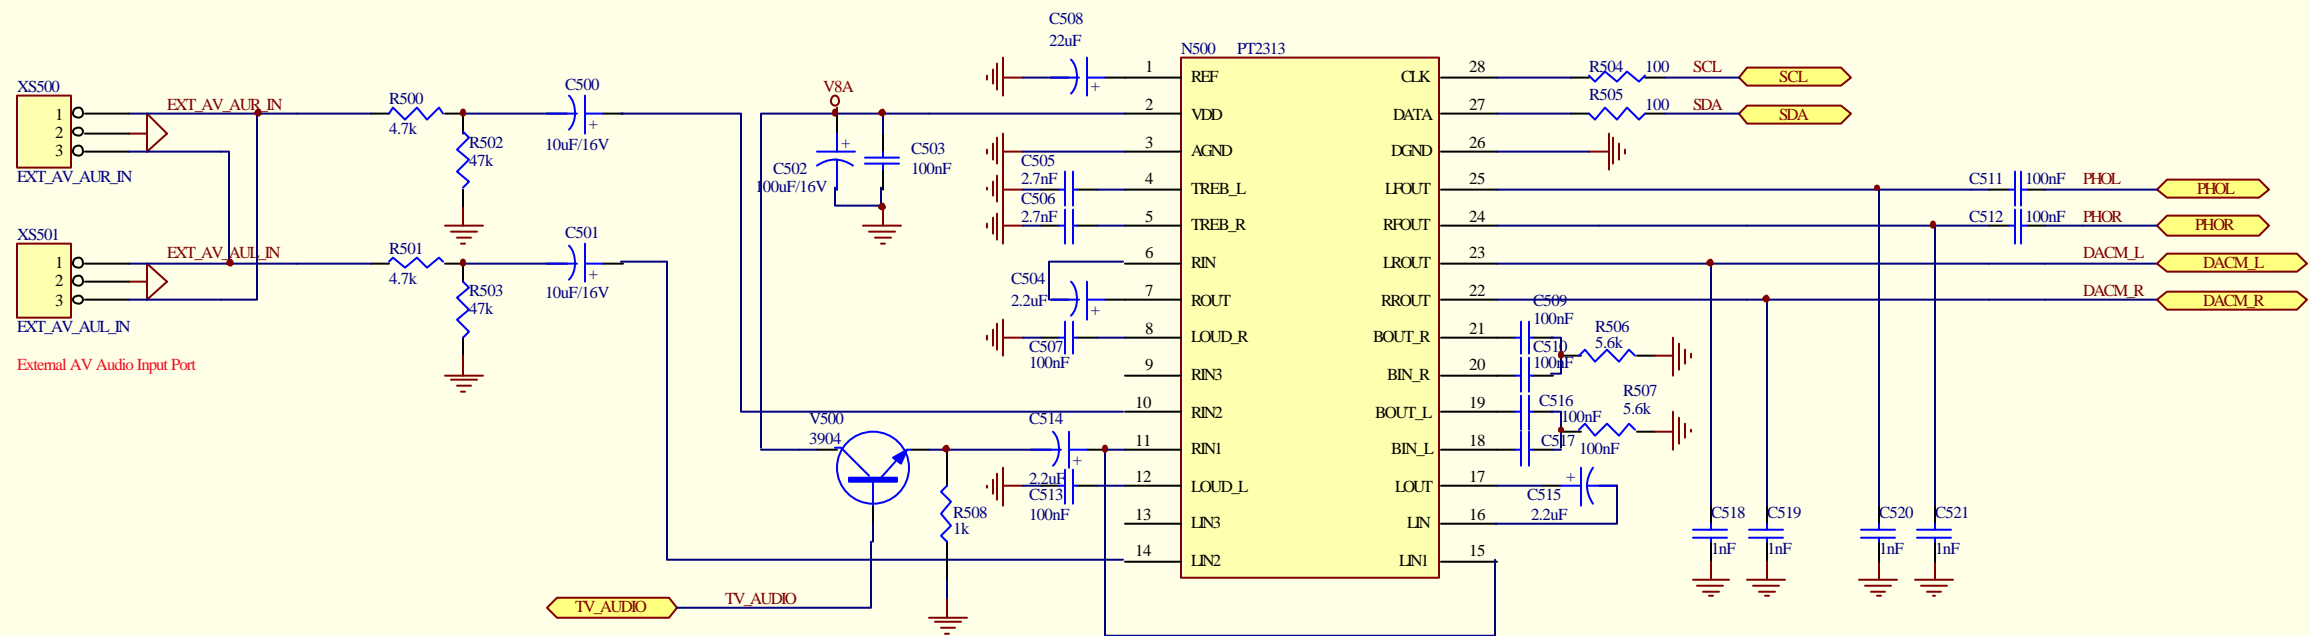 XS500
1
2
3
EXT_AV_AUR_IN
EXT_AV_AUR_IN
R500
4.7k
R502
47k
C500
+
10uF/16V
XS501
1
2
3
EXT_AV_AUL_IN
EXT_AV_AUL_IN
R501
4.7k
R503
47k
C501
+
10uF/16V
External AV Audio Input Port
V8A
+
C502
100uF/16V
C503
100nF
C508
22uF
+
C505
2.7nF
C506
2.7nF
C504
2.2uF
+
C507
100nF
V500
3904
C514
+
2.2uF
C513
100nF
R508
1k
TV_AUDIO
TV_AUDIO
N500 PT2313
1 REF
2 VDD
3 AGND
4 TREB_L
5 TREB_R
6 RIN
7 ROUT
8 LOUD_R
9 RIN3
10 RIN2
11 RIN1
12 LOUD_L
13 LIN3
14 LIN2
CLK 28
DATA 27
DGND 26
LFOUT 25
RFOUT 24
LROUT 23
RROUT 22
BOUT_R 21
BIN_R 20
BOUT_L 19
BIN_L 18
LOUT 17
LIN 16
LIN1 15
R504 100 SCL
SCL
R505 100 SDA
SDA
C511 100nF PHOL
PHOL
C512 100nF PHOR
PHOR
DACM_L
DACM_L
DACM_R
DACM_R
C509
100nF
C510
100nF
R506
5.6k
R507
5.6k
C516
100nF
C517
100nF
+
C515
2.2uF
C518
1nF
C519
1nF
C520
1nF
C521
1nF